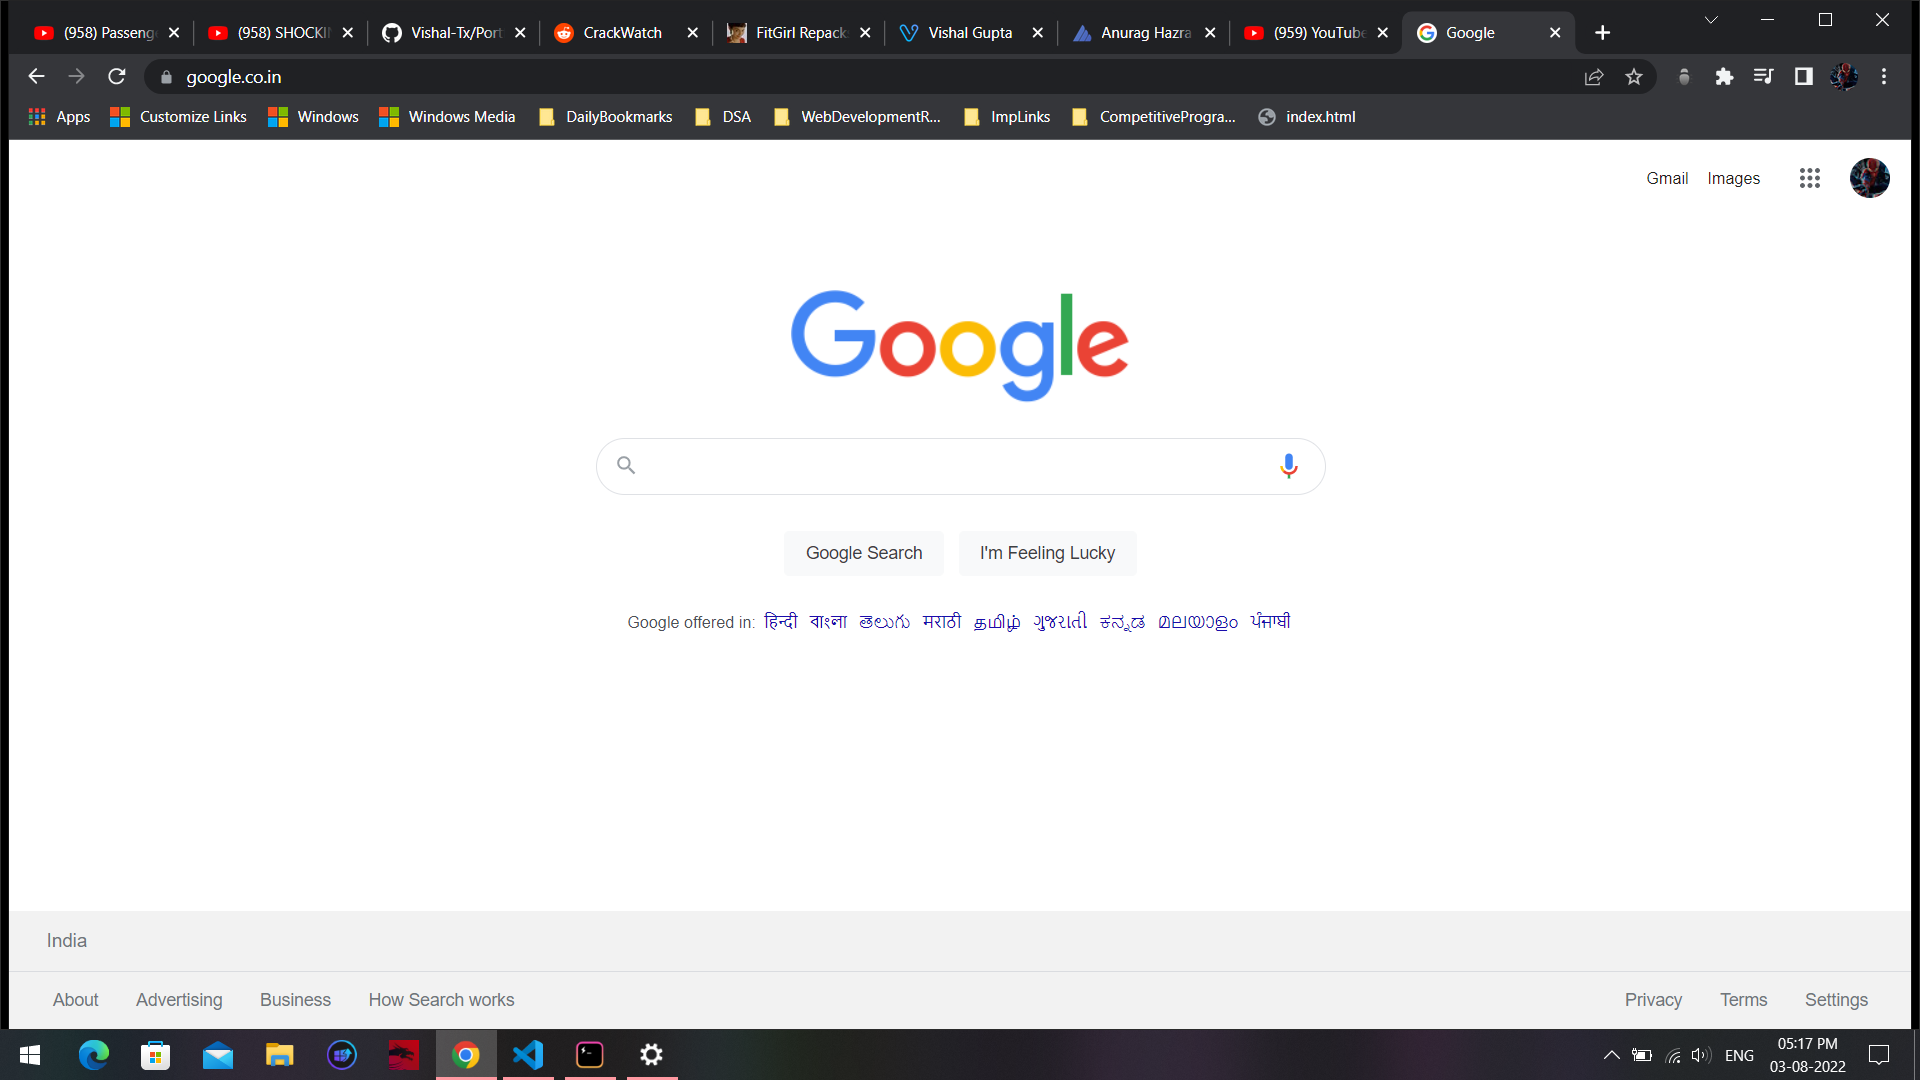 (958) Passeng (958) SHOCKI Vishal-Tx/Port CrackWatch FitGirl Repack Vishal Gupta Anurag Hazra (959) YouTube Google
google.co.in
Apps Customize Links Windows Windows Media DailyBookmarks DSA WebDevelopmentR... ImpLinks CompetitiveProgra... index.html
Gmail Images
Google
Google Search I'm Feeling Lucky
Google offered in: हिन्दी বাংলা తెలుగు मराठी தமிழ் ગુજરાતી ಕನ್ನಡ മലയാളം ਪੰਜਾਬੀ
India
About Advertising Business How Search works Privacy Terms Settings
ENG 05:17 PM
03-08-2022